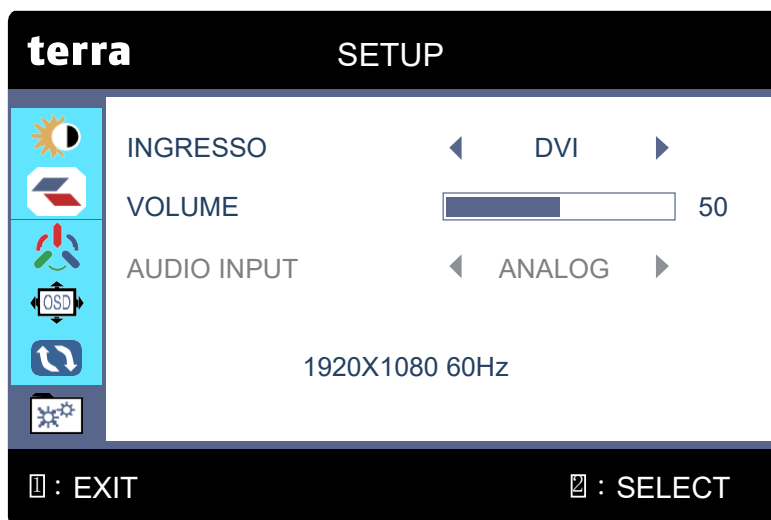 terra SETUP
INGRESSO DVI
VOLUME 50
AUDIO INPUT ANALOG
OSD
1920X1080 60Hz
1 : EXIT 2 : SELECT